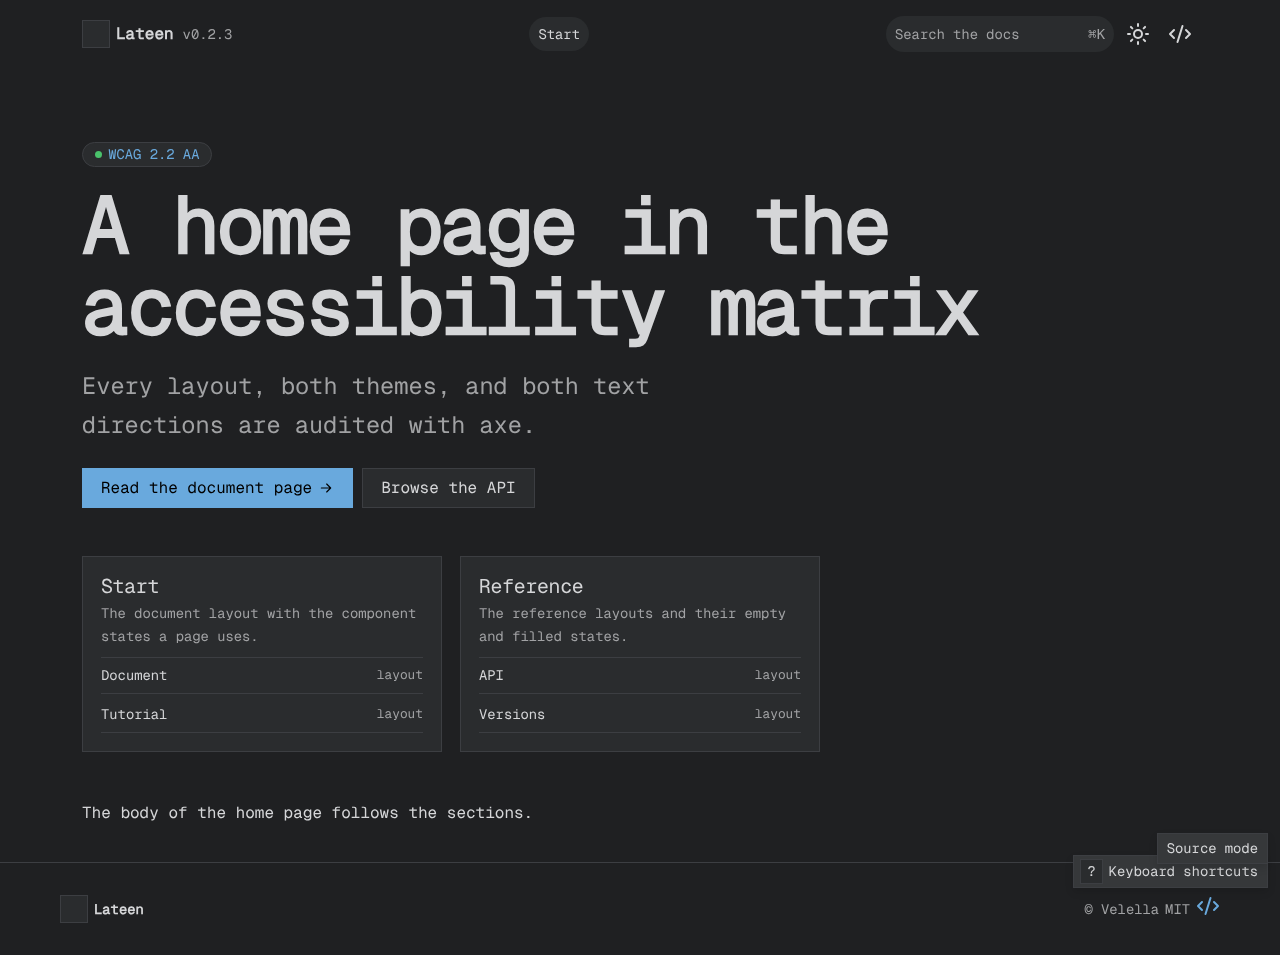 Lateen v0.2.3
Start
Search the docs ⌘K
WCAG 2.2 AA
A home page in the
accessibility matrix
Every layout, both themes, and both text
directions are audited with axe.
Read the document page →
Browse the API
Start
The document layout with the component
states a page uses.
Document layout
Tutorial layout
Reference
The reference layouts and their empty
and filled states.
API layout
Versions layout
The body of the home page follows the sections.
Source mode
? Keyboard shortcuts
Lateen
© Velella MIT